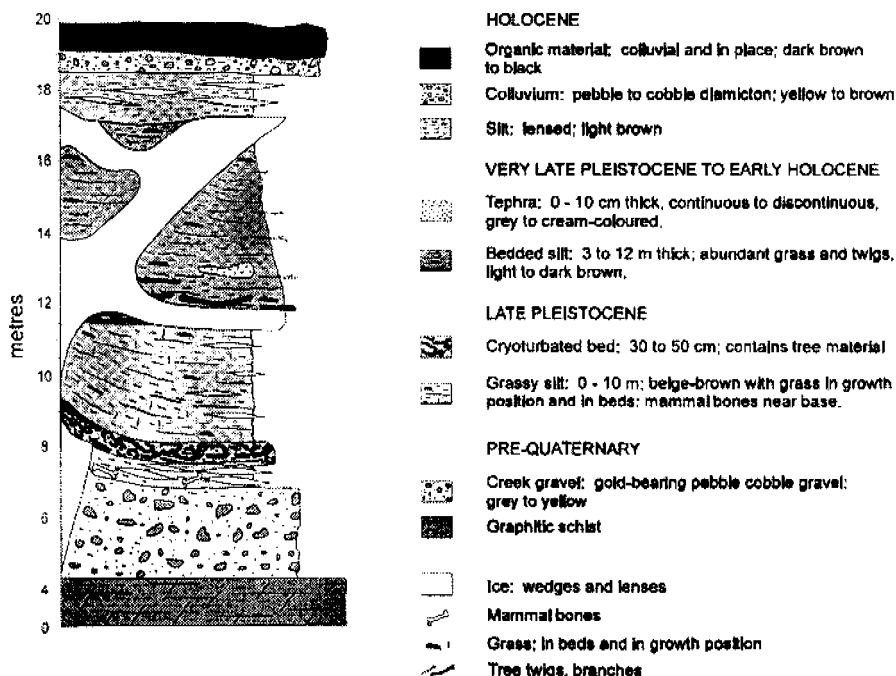 20
18
16
14
12
10
8
6
4
0
metres
HOLOCENE
Organic material: colluvial and in place; dark brown
to black
Colluvium: pebble to cobble diamicton; yellow to brown
Silt: lensed; light brown
VERY LATE PLEISTOCENE TO EARLY HOLOCENE
Tephra: 0 - 10 cm thick, continuous to discontinuous,
grey to cream-coloured.
Bedded silt: 3 to 12 m thick; abundant grass and twigs,
light to dark brown.
LATE PLEISTOCENE
Cryoturbated bed: 30 to 50 cm; contains tree material
Grassy silt: 0 - 10 m; beige-brown with grass in growth
position and in beds: mammal bones near base.
PRE-QUATERNARY
Creek gravel: gold-bearing pebble cobble gravel:
grey to yellow
Graphitic schist
Ice: wedges and lenses
Mammal bones
Grass; in beds and in growth position
Tree twigs, branches